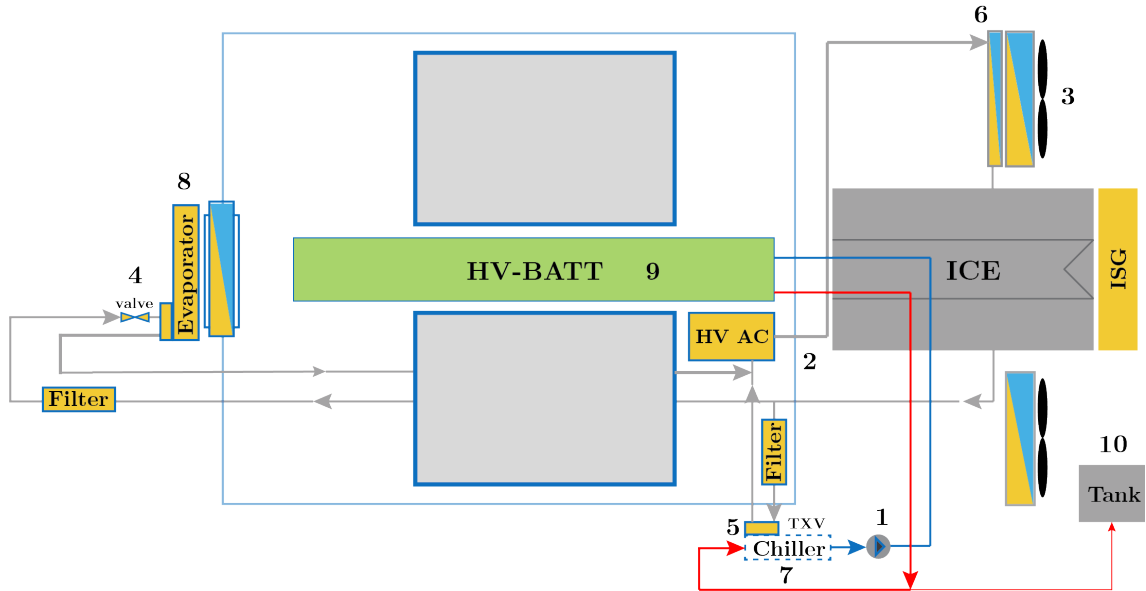 6
3
8
HV-BATT 9
ICE
ISG
Evaporator
4
valve
HV AC
2
Filter
Filter
10
Tank
5
TXV
1
Chiller
7